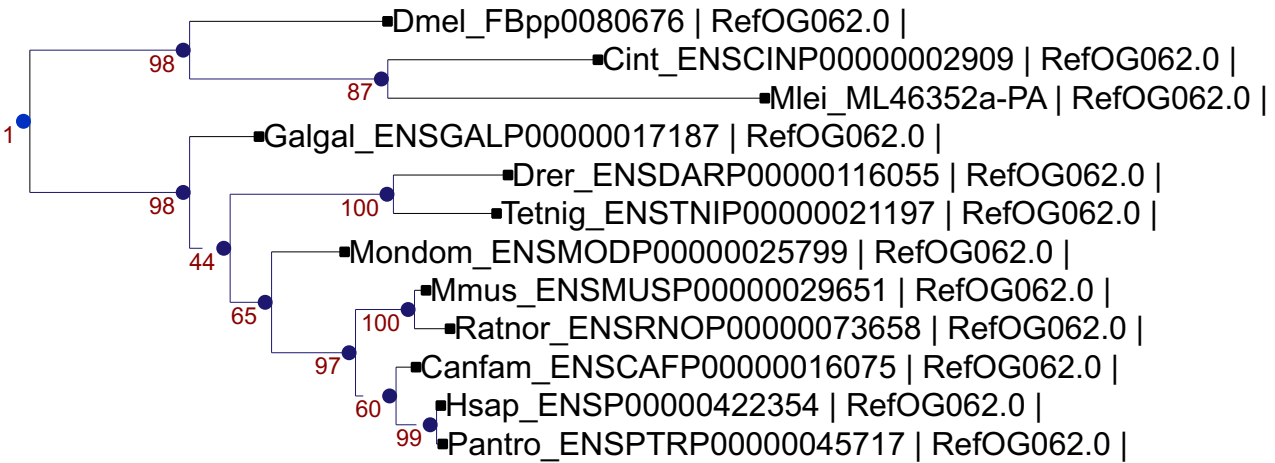 Dmel_FBpp0080676 | RefOG062.0 |
98
Cint_ENSCINP00000002909 | RefOG062.0 |
87
Mlei_ML46352a-PA | RefOG062.0 |
1
Galgal_ENSGALP00000017187 | RefOG062.0 |
Drer_ENSDARP00000116055 | RefOG062.0 |
98
100
Tetnig_ENSTNIP00000021197 | RefOG062.0 |
44
Mondom_ENSMODP00000025799 | RefOG062.0 |
Mmus_ENSMUSP00000029651 | RefOG062.0 |
65
100
Ratnor_ENSRNOP00000073658 | RefOG062.0 |
97
Canfam_ENSCAFP00000016075 | RefOG062.0 |
60
Hsap_ENSP00000422354 | RefOG062.0 |
99
Pantro_ENSPTRP00000045717 | RefOG062.0 |